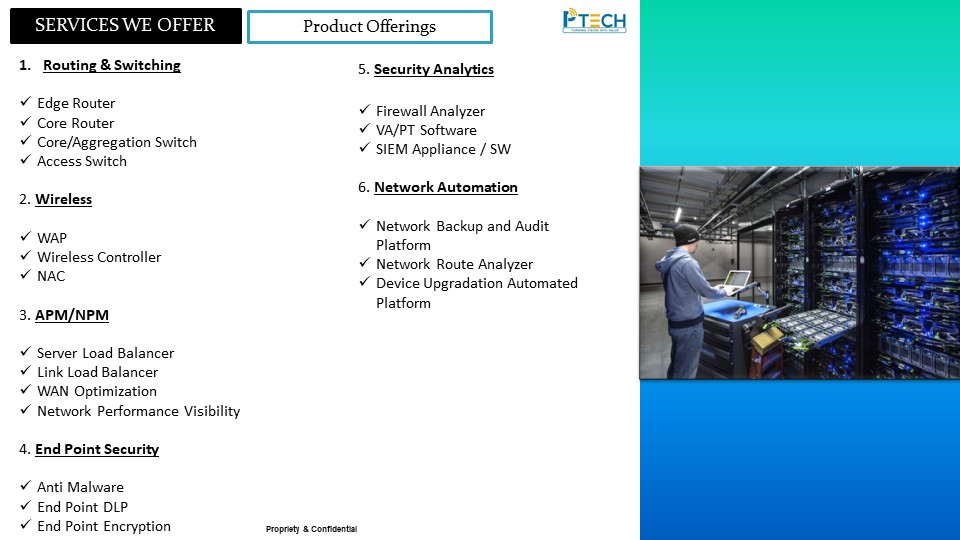 SERVICES WE OFFER
Product Offerings
PTECH
TURNING VISION INTO VALUE
1. Routing & Switching
✓ Edge Router
✓ Core Router
✓ Core/Aggregation Switch
✓ Access Switch
2. Wireless
✓ WAP
✓ Wireless Controller
✓ NAC
3. APM/NPM
✓ Server Load Balancer
✓ Link Load Balancer
✓ WAN Optimization
✓ Network Performance Visibility
4. End Point Security
✓ Anti Malware
✓ End Point DLP
✓ End Point Encryption
5. Security Analytics
✓ Firewall Analyzer
✓ VA/PT Software
✓ SIEM Appliance / SW
6. Network Automation
✓ Network Backup and Audit
Platform
✓ Network Route Analyzer
✓ Device Upgradation Automated
Platform
Propriety & Confidential